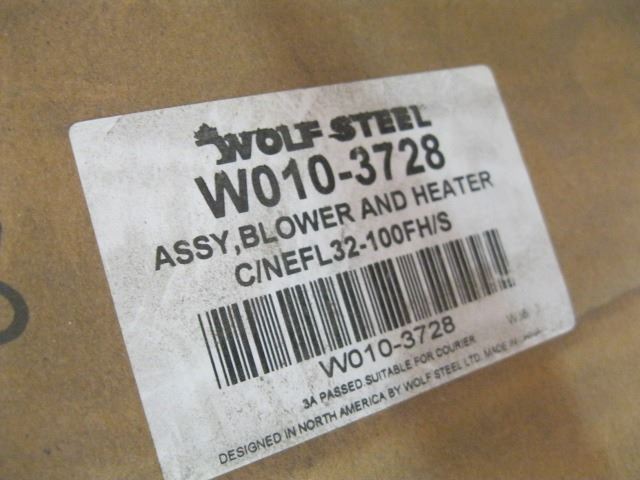 WOLF STEEL
W010-3728
ASSY,BLOWER AND HEATER
C/NEFL32-100FH/S
W010-3728
3A PASSED.SUITABLE FOR COURIER
DESIGNED IN NORTH AMERICA BY WOLF STEEL LTD. MADE IN